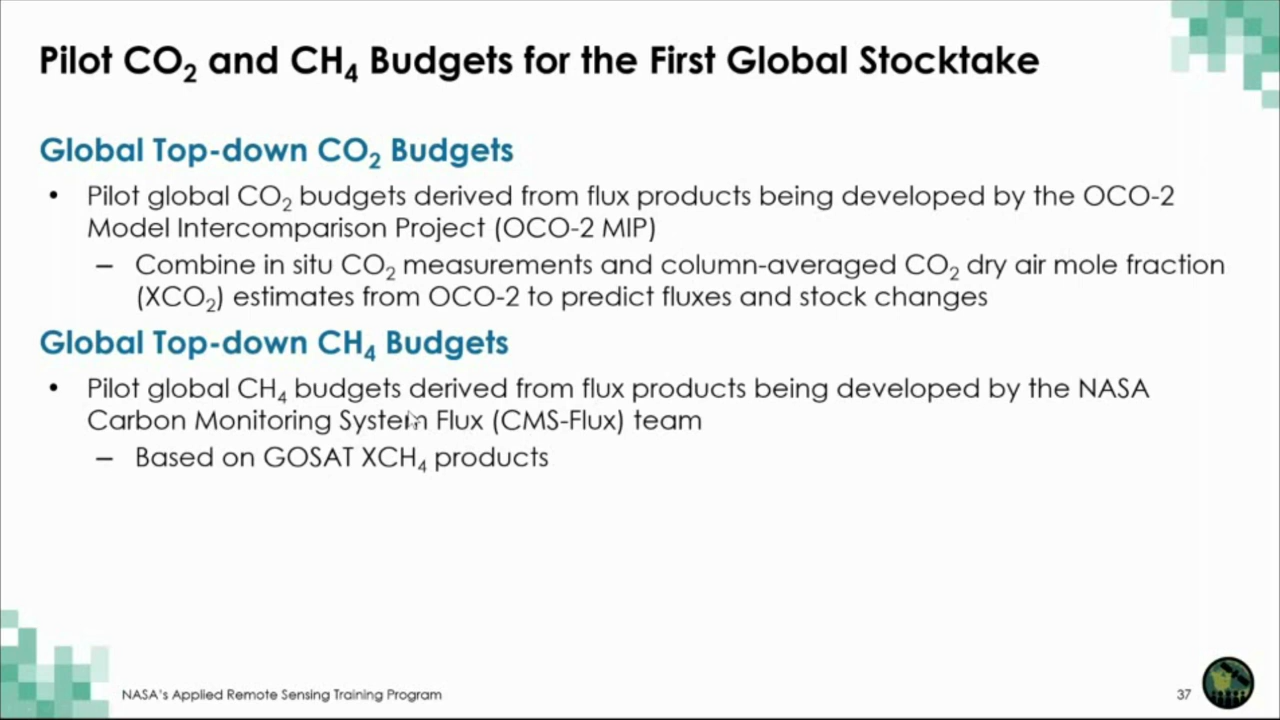 Pilot CO₂ and CH₄ Budgets for the First Global Stocktake
Global Top-down CO₂ Budgets
• Pilot global CO₂ budgets derived from flux products being developed by the OCO-2
Model Intercomparison Project (OCO-2 MIP)
– Combine in situ CO₂ measurements and column-averaged CO₂ dry air mole fraction
(XCO₂) estimates from OCO-2 to predict fluxes and stock changes
Global Top-down CH₄ Budgets
• Pilot global CH₄ budgets derived from flux products being developed by the NASA
Carbon Monitoring System Flux (CMS-Flux) team
– Based on GOSAT XCH₄ products
NASA's Applied Remote Sensing Training Program
37